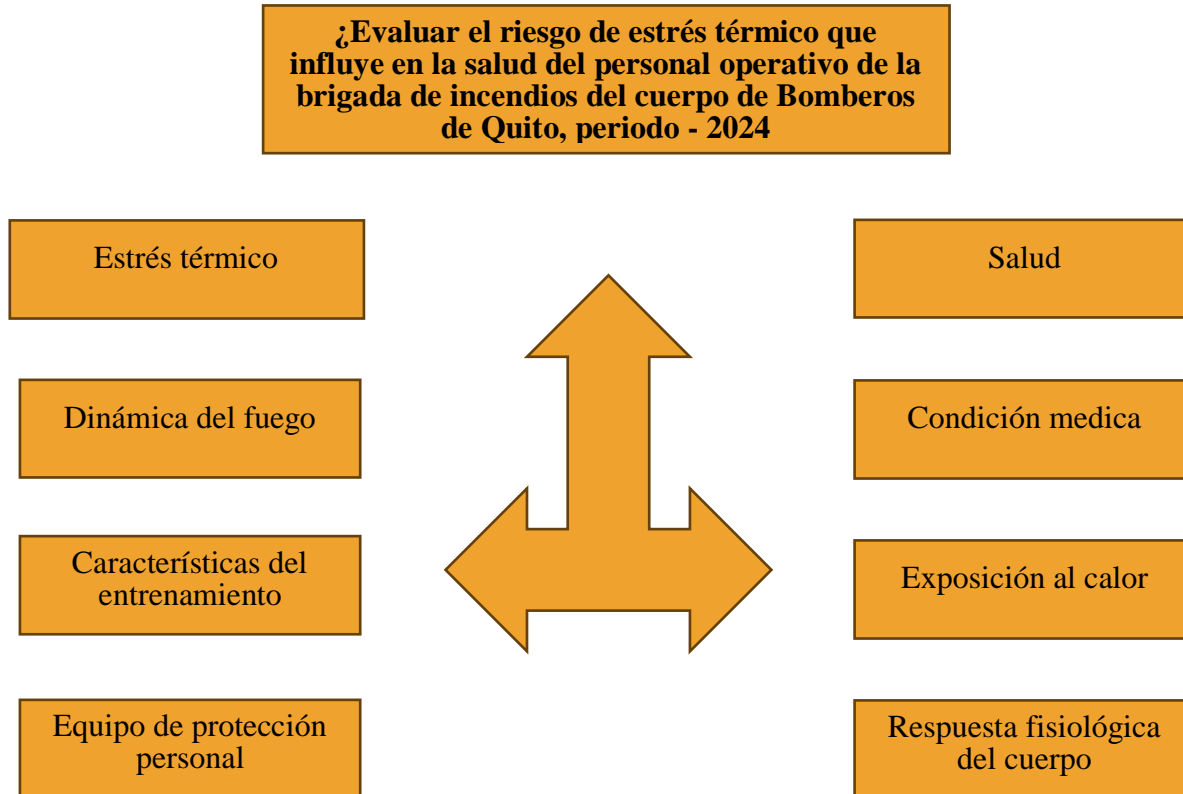 ¿Evaluar el riesgo de estrés térmico que
influye en la salud del personal operativo de la
brigada de incendios del cuerpo de Bomberos
de Quito, periodo - 2024
Estrés térmico
Dinámica del fuego
Características del
entrenamiento
Equipo de protección
personal
Salud
Condición medica
Exposición al calor
Respuesta fisiológica
del cuerpo